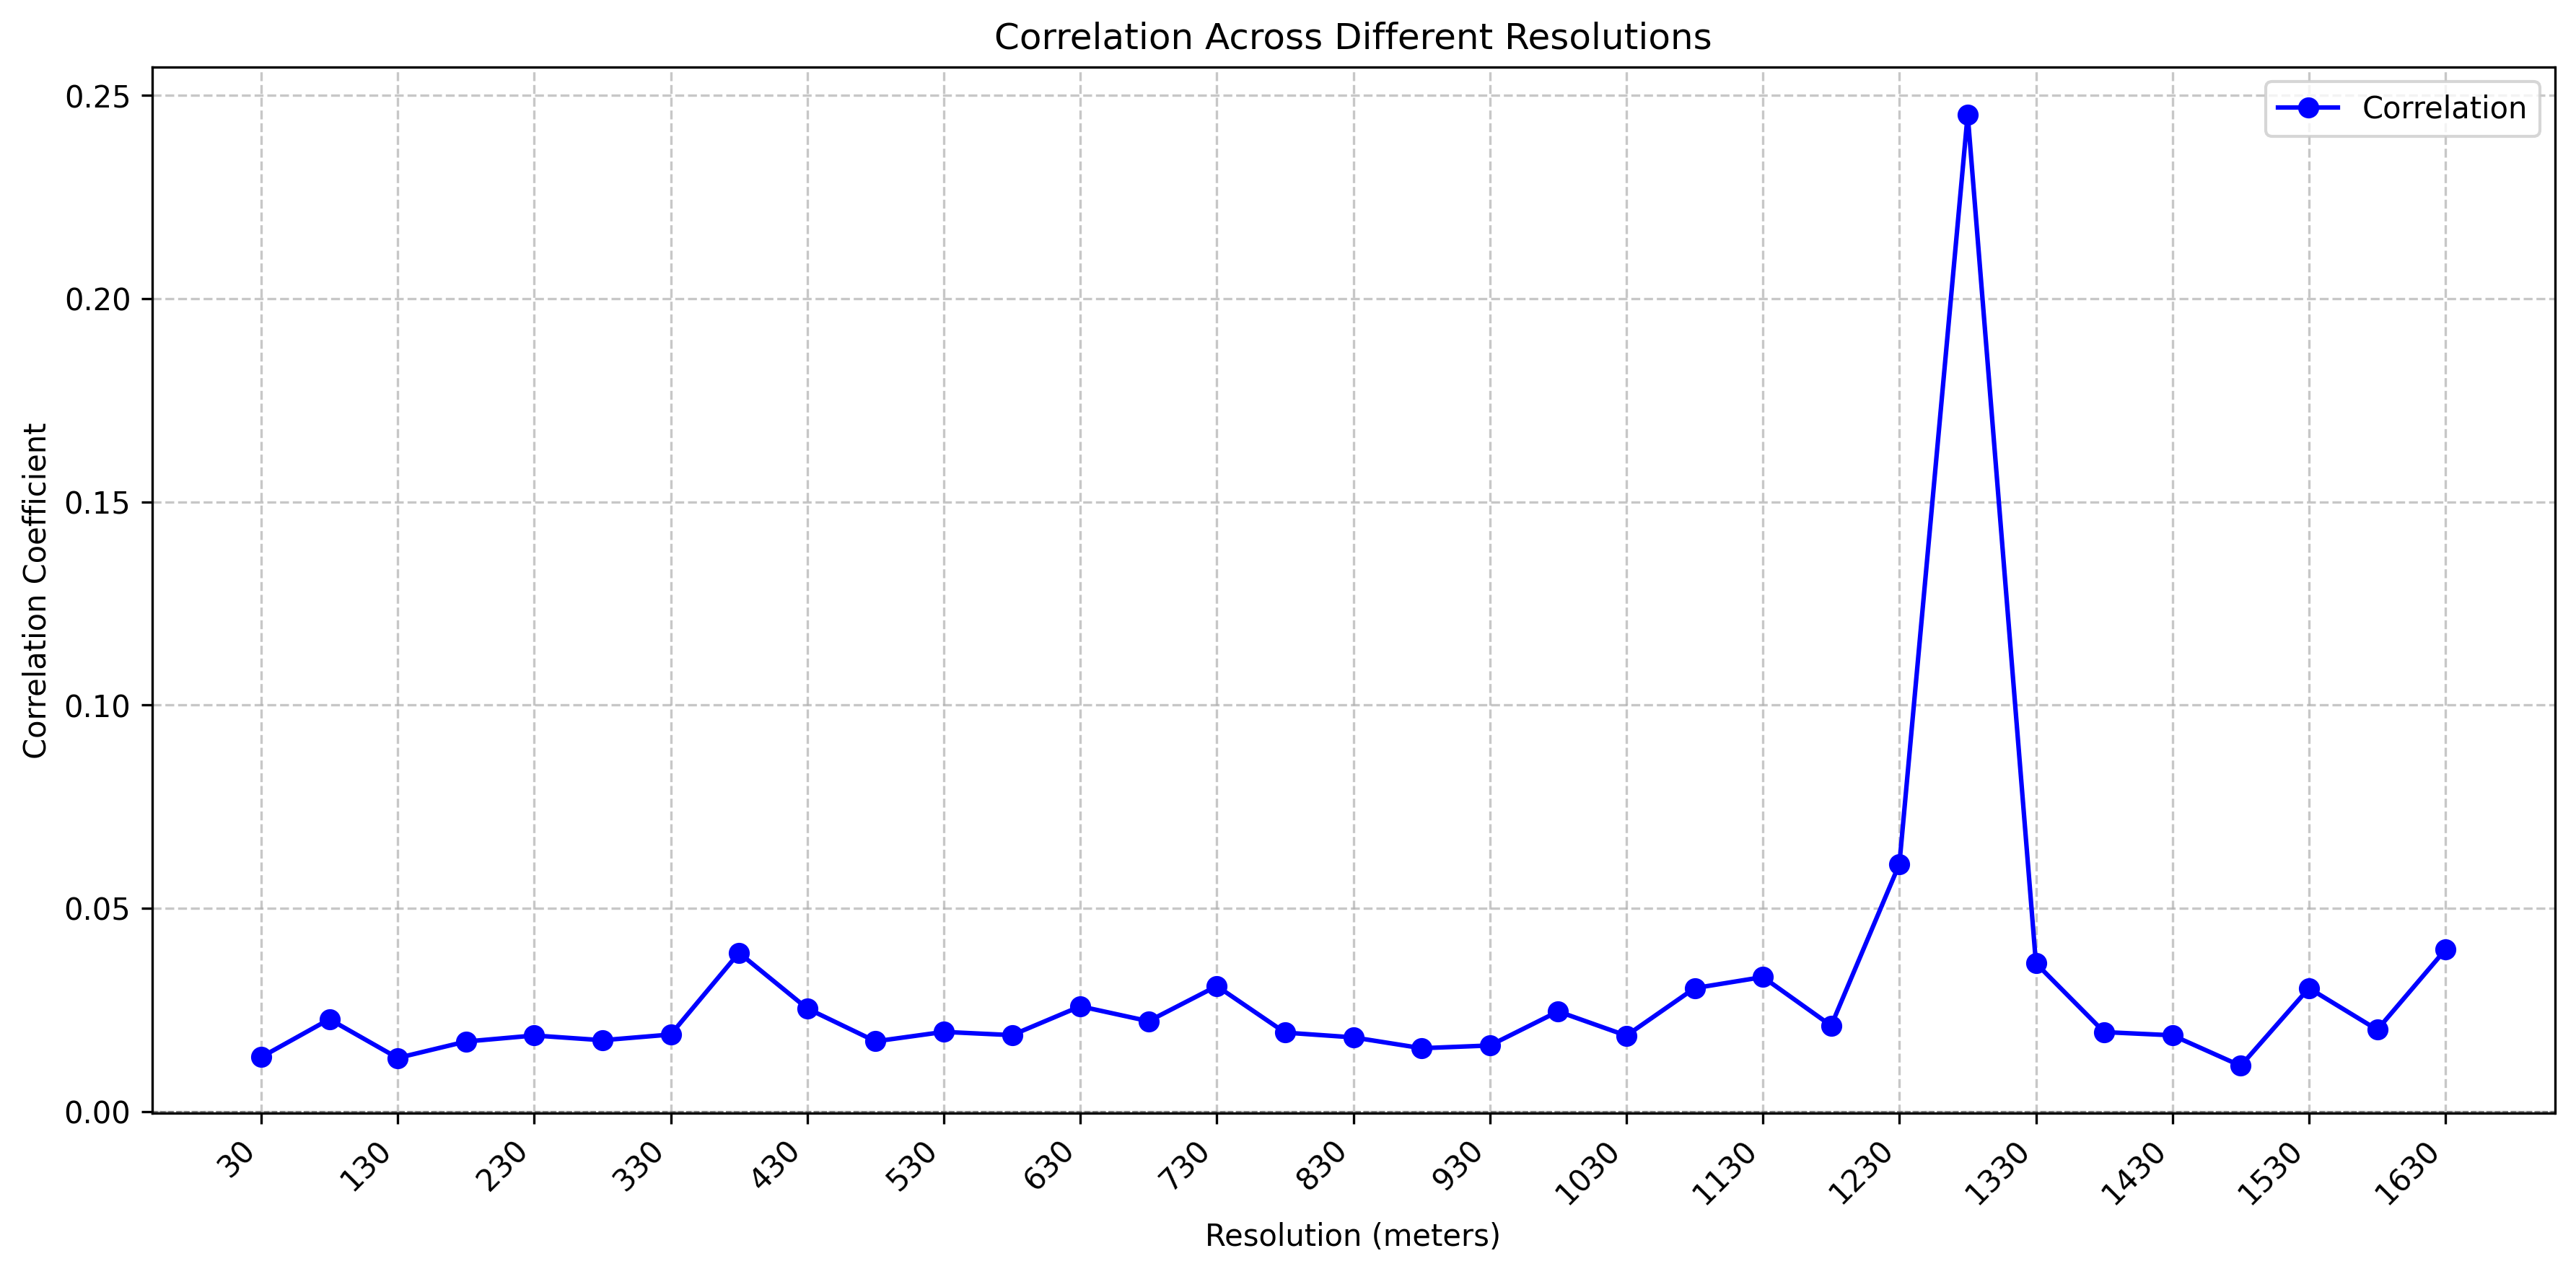 Correlation Across Different Resolutions
Correlation
0.25
0.20
0.15
0.10
0.05
0.00
Correlation Coefficient
30 130 230 330 430 530 630 730 830 930 1030 1130 1230 1330 1430 1530 1630
Resolution (meters)